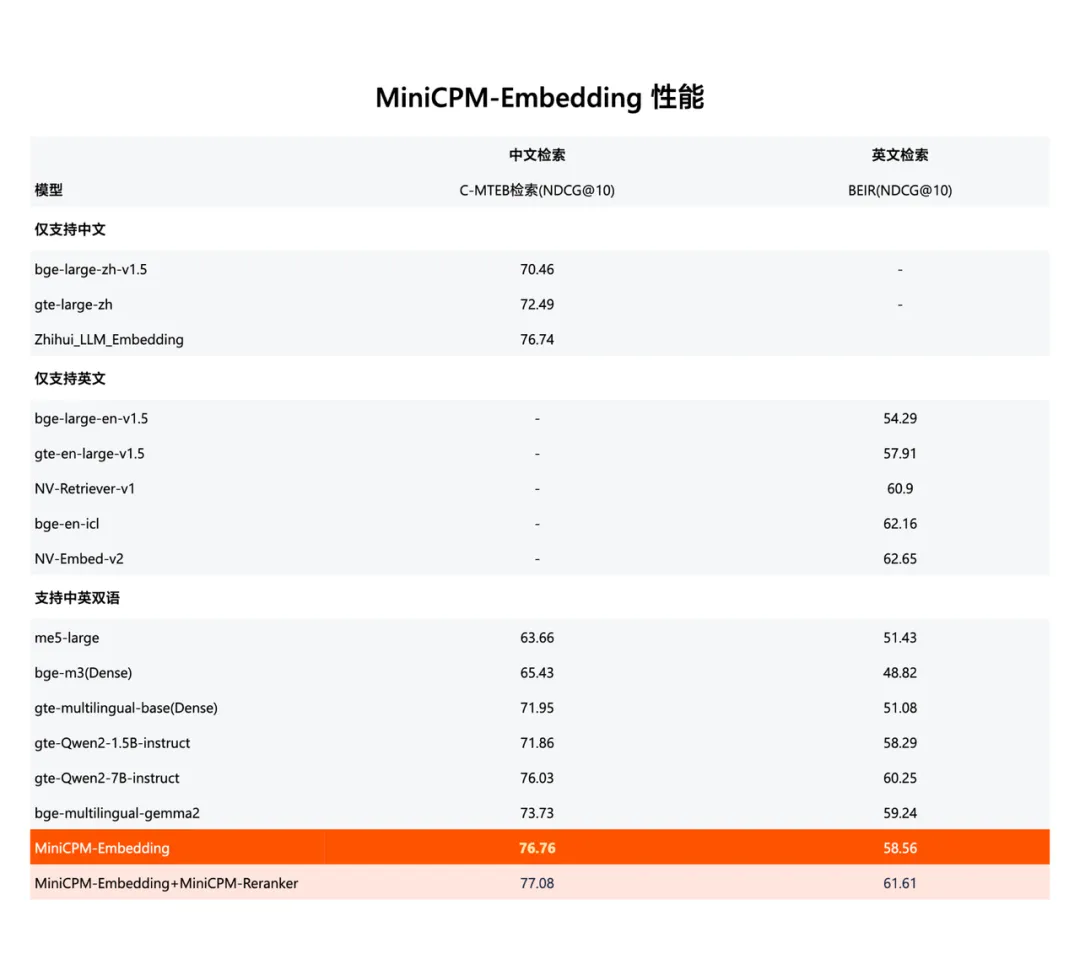 MiniCPM-Embedding 性能
中文检索 英文检索
模型 C-MTEB检索(NDCG@10) BEIR(NDCG@10)
仅支持中文
bge-large-zh-v1.5 70.46 -
gte-large-zh 72.49 -
Zhihui_LLM_Embedding 76.74
仅支持英文
bge-large-en-v1.5 - 54.29
gte-en-large-v1.5 - 57.91
NV-Retriever-v1 - 60.9
bge-en-icl - 62.16
NV-Embed-v2 - 62.65
支持中英双语
me5-large 63.66 51.43
bge-m3(Dense) 65.43 48.82
gte-multilingual-base(Dense) 71.95 51.08
gte-Qwen2-1.5B-instruct 71.86 58.29
gte-Qwen2-7B-instruct 76.03 60.25
bge-multilingual-gemma2 73.73 59.24
MiniCPM-Embedding 76.76 58.56
MiniCPM-Embedding+MiniCPM-Reranker 77.08 61.61